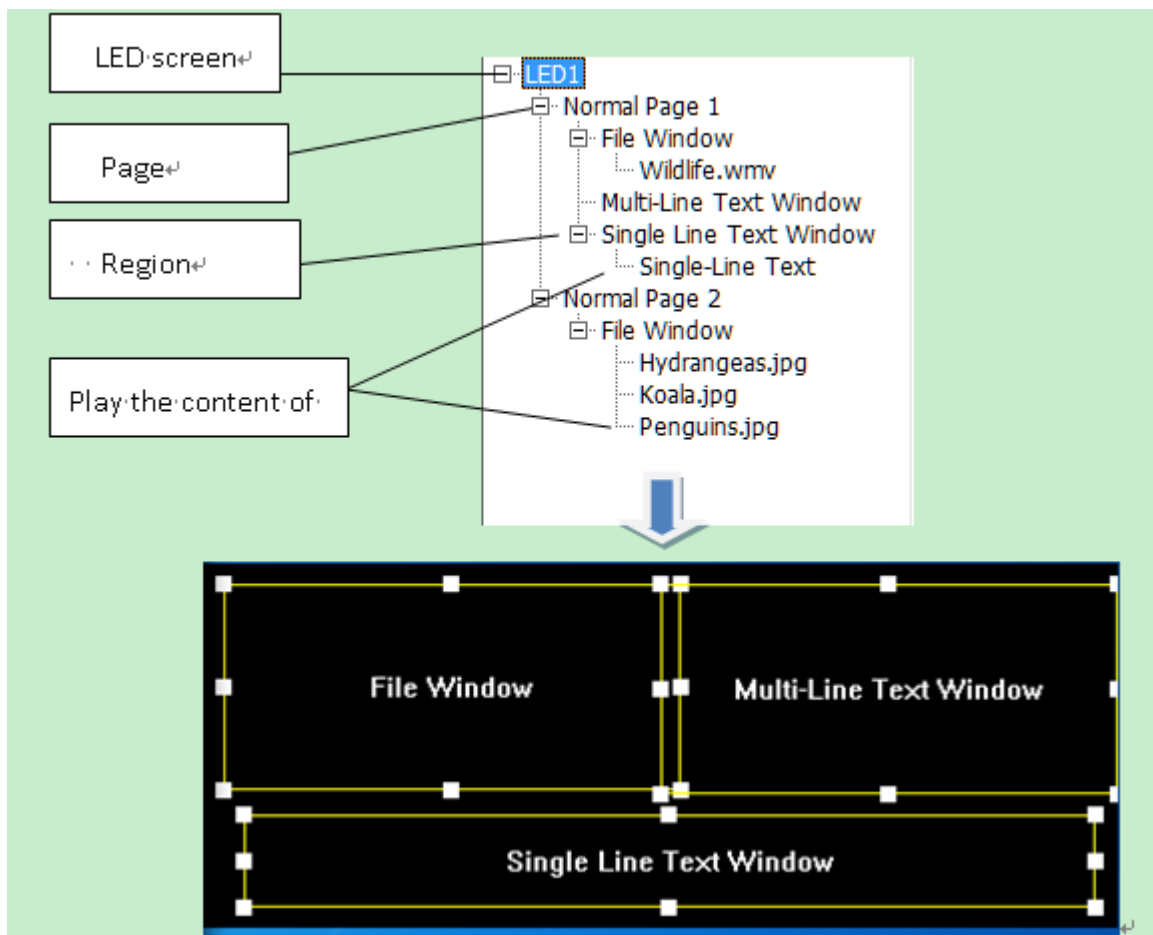 LED screen
Page
Region
Play the content of
LED1
Normal Page 1
File Window
Wildlife.wmv
Multi-Line Text Window
Single Line Text Window
Single-Line Text
Normal Page 2
File Window
Hydrangeas.jpg
Koala.jpg
Penguins.jpg
File Window
Multi-Line Text Window
Single Line Text Window